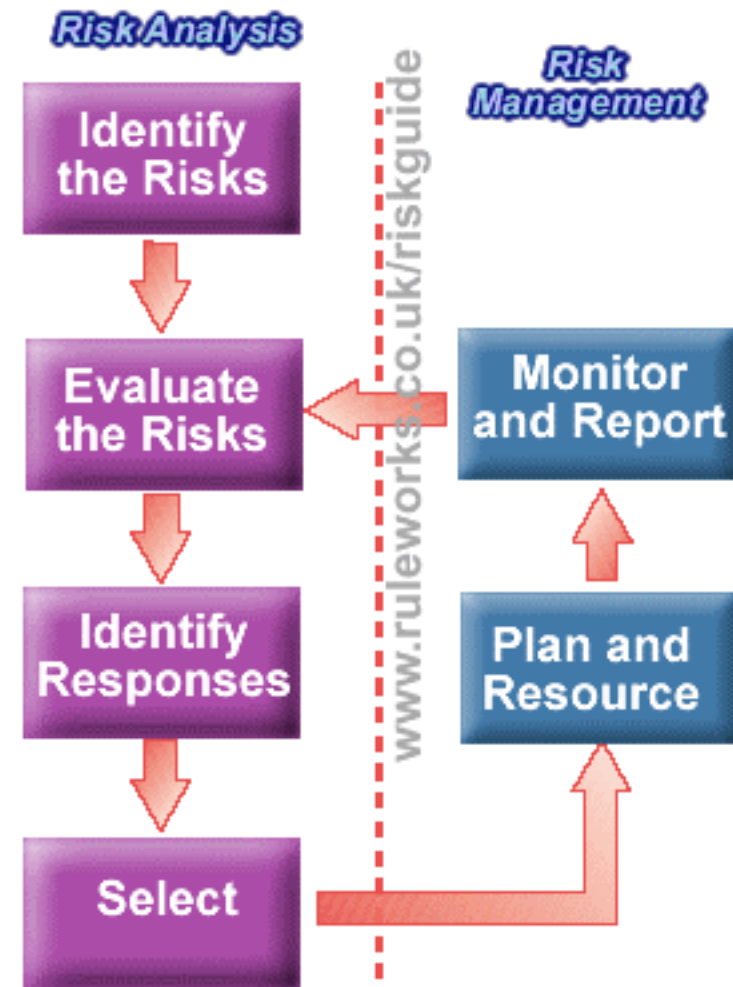 Risk Analysis
Identify
the Risks
Evaluate
the Risks
Identify
Responses
Select
www.ruleworks.co.uk/riskguide
Risk
Management
Monitor
and Report
Plan and
Resource